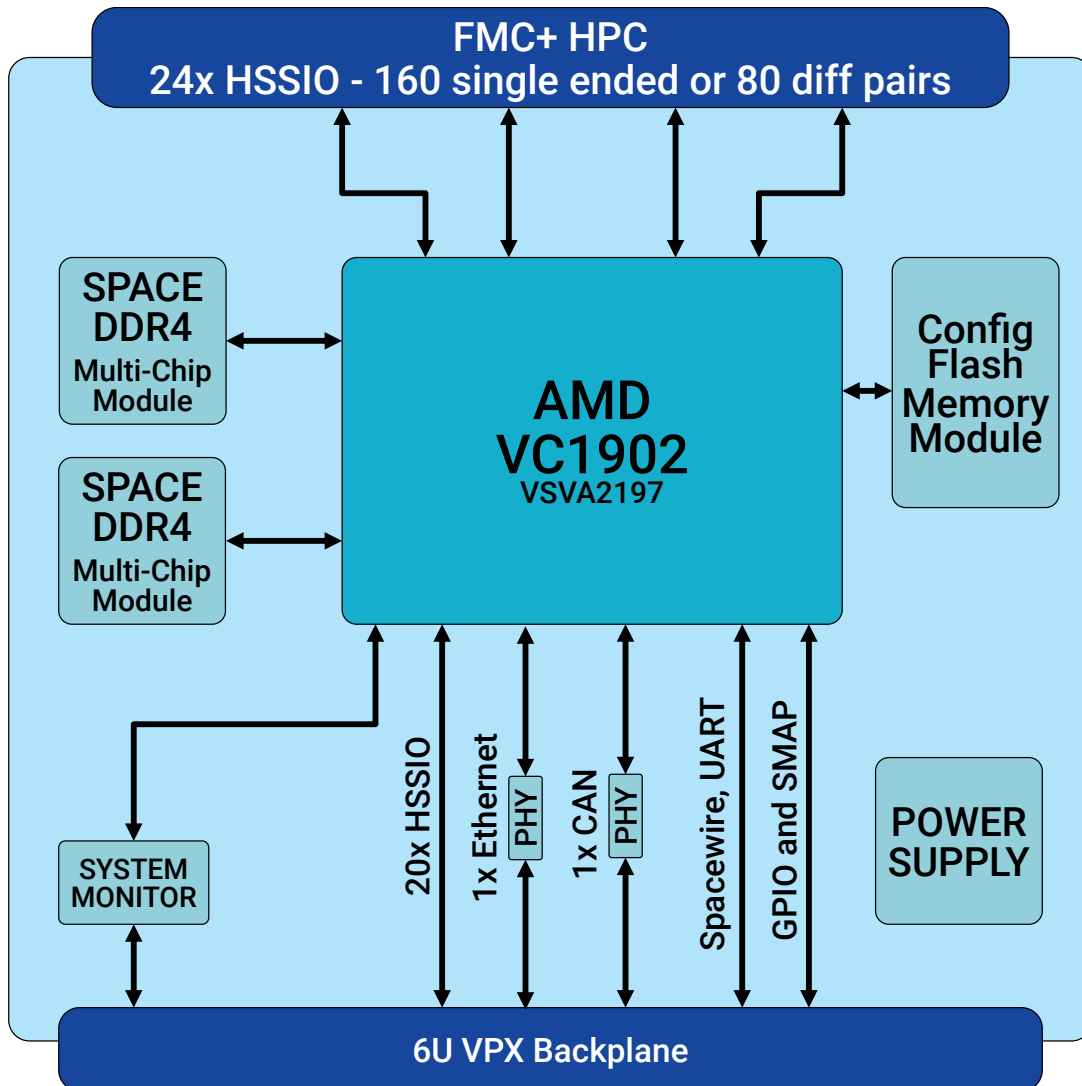 FMC+ HPC
24x HSSIO - 160 single ended or 80 diff pairs
SPACE
DDR4
Multi-Chip
Module
SPACE
DDR4
Multi-Chip
Module
AMD
VC1902
VSVA2197
Config
Flash
Memory
Module
SYSTEM
MONITOR
20x HSSIO
1x Ethernet
PHY
1x CAN
PHY
Spacewire, UART
GPIO and SMAP
POWER
SUPPLY
6U VPX Backplane